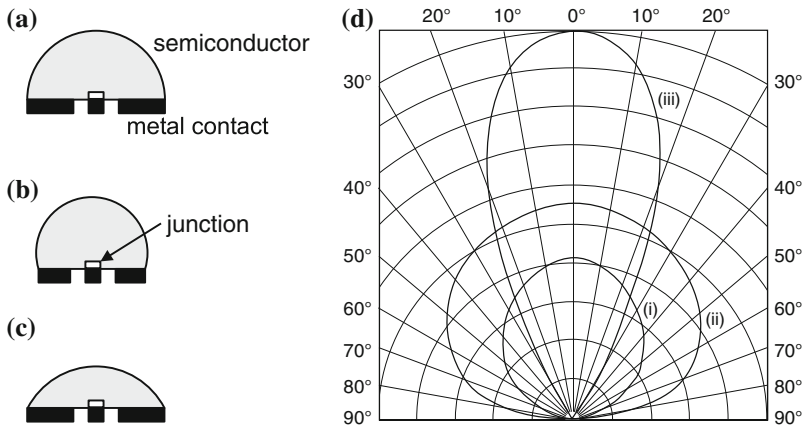 (a)
semiconductor
metal contact
(b)
junction
(c)
(d)
20° 10° 0° 10° 20°
30° 30°
(iii)
40° 40°
50° 50°
(i) (ii)
60° 60°
70° 70°
80° 80°
90° 90°